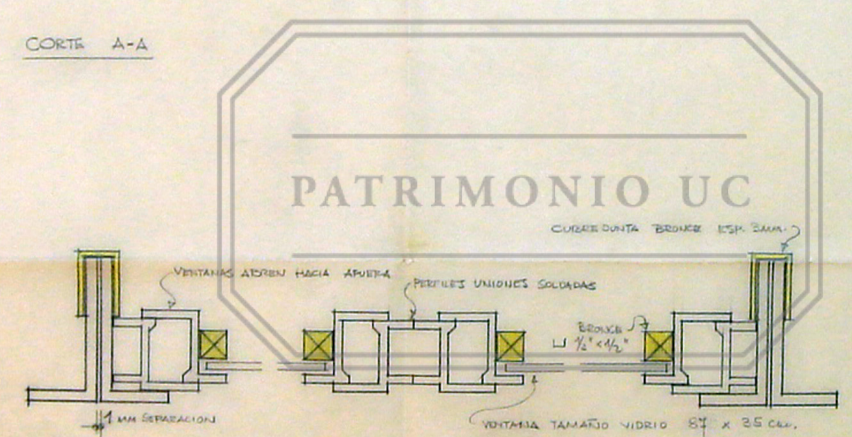 CORTE A-A
PATRIMONIO UC
CUBREJUNTA BRONCE ESP. 3MM.
VENTANAS ABREN HACIA AFUERA
PERFILES UNIONES SOLDADAS
BRONCE
1/2" x 1/2"
1 MM SEPARACION
VENTANA TAMAÑO VIDRIO 87 x 35 cm.